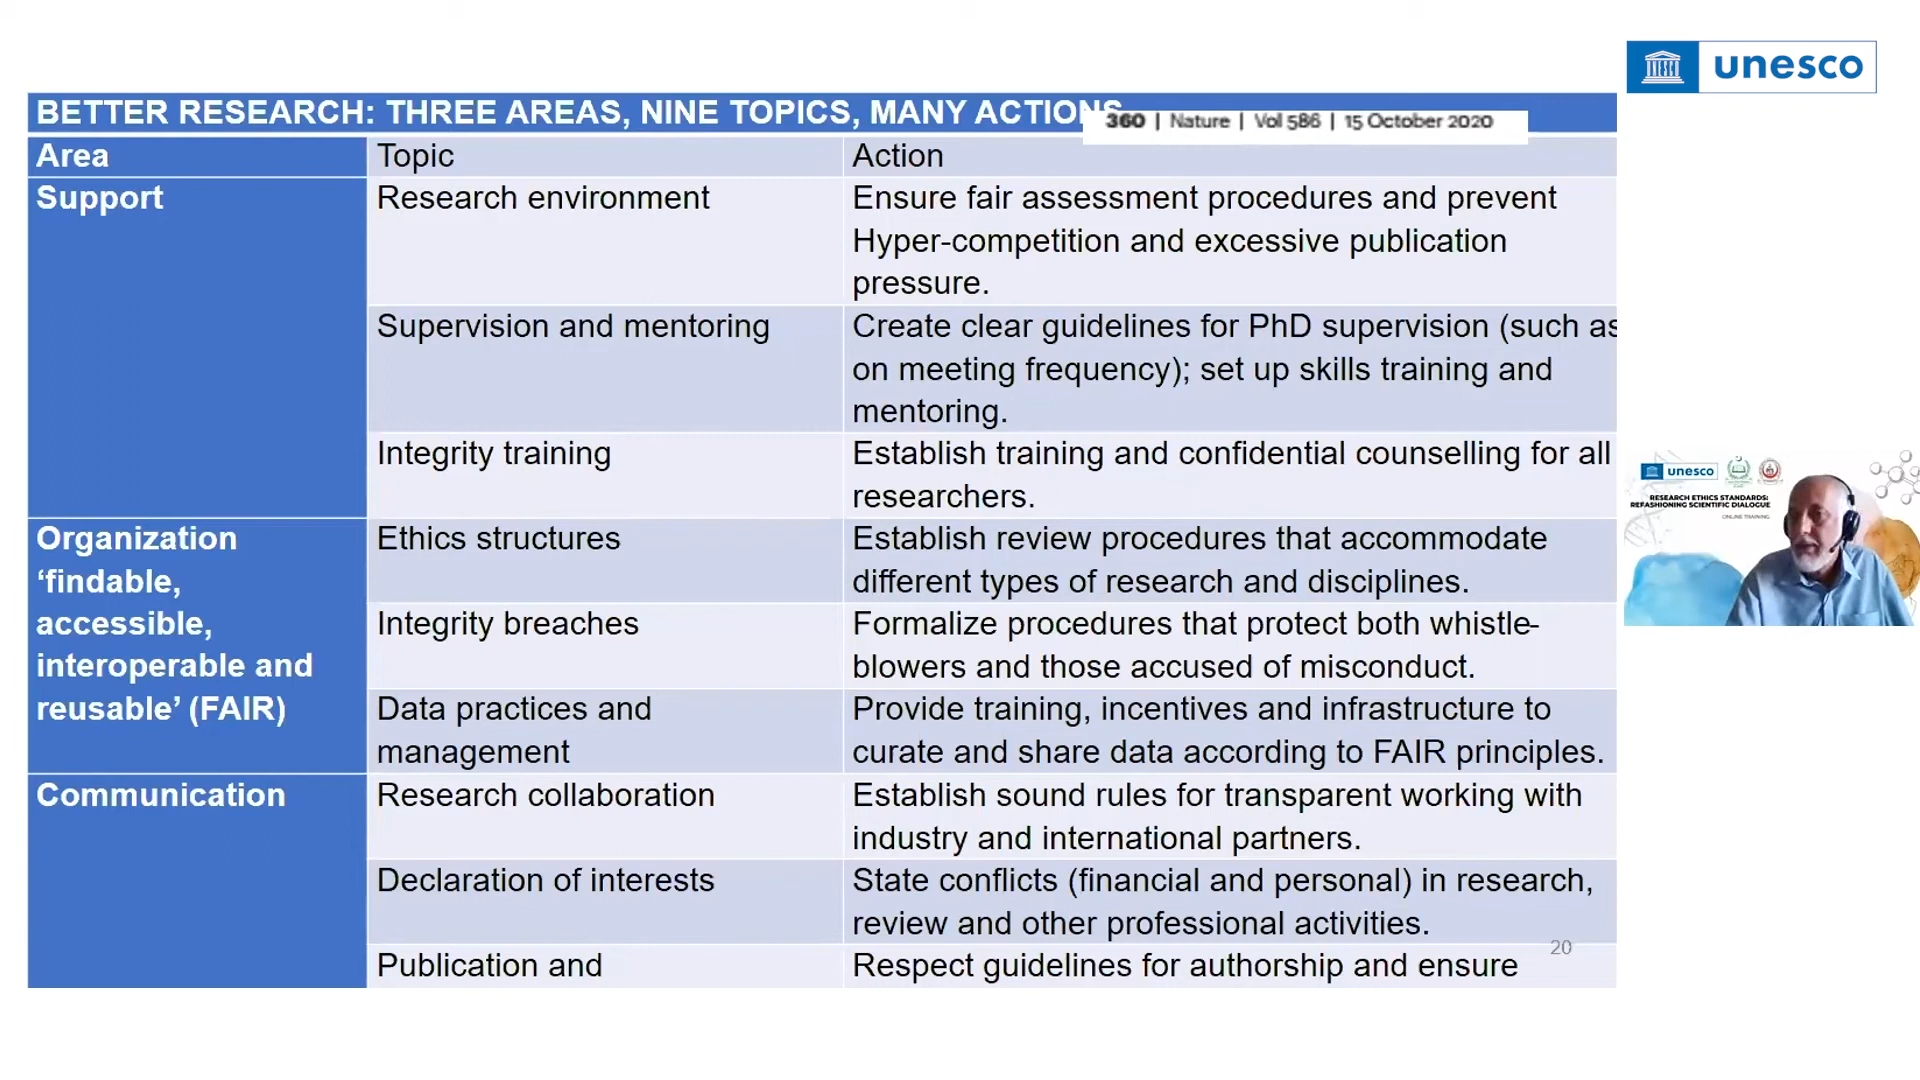 unesco
BETTER RESEARCH: THREE AREAS, NINE TOPICS, MANY ACTIONS
360 | Nature | Vol 586 | 15 October 2020
Area
Topic
Action
Support
Research environment
Ensure fair assessment procedures and prevent
Hyper-competition and excessive publication
pressure.
Supervision and mentoring
Create clear guidelines for PhD supervision (such as
on meeting frequency); set up skills training and
mentoring.
Integrity training
Establish training and confidential counselling for all
researchers.
Organization
‘findable,
accessible,
interoperable and
reusable’ (FAIR)
Ethics structures
Establish review procedures that accommodate
different types of research and disciplines.
Integrity breaches
Formalize procedures that protect both whistle-
blowers and those accused of misconduct.
Data practices and
management
Provide training, incentives and infrastructure to
curate and share data according to FAIR principles.
Communication
Research collaboration
Establish sound rules for transparent working with
industry and international partners.
Declaration of interests
State conflicts (financial and personal) in research,
review and other professional activities.
Publication and
Respect guidelines for authorship and ensure
20
unesco
RESEARCH ETHICS STANDARDS:
REFASHIONING SCIENTIFIC DIALOGUE
ONLINE TRAINING